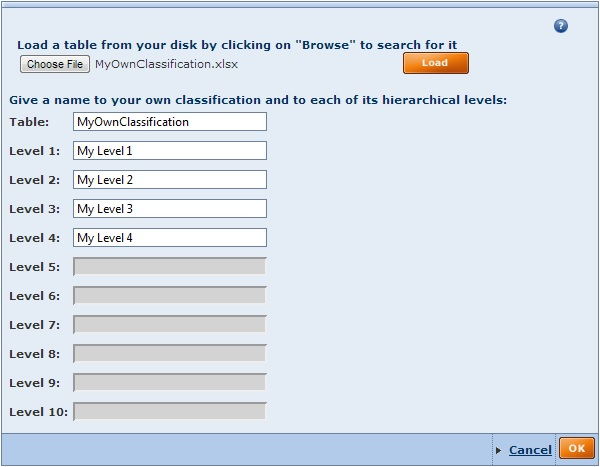 ?
Load a table from your disk by clicking on "Browse" to search for it
Choose File MyOwnClassification.xlsx Load
Give a name to your own classification and to each of its hierarchical levels:
Table: MyOwnClassification
Level 1: My Level 1
Level 2: My Level 2
Level 3: My Level 3
Level 4: My Level 4
Level 5:
Level 6:
Level 7:
Level 8:
Level 9:
Level 10:
Cancel OK